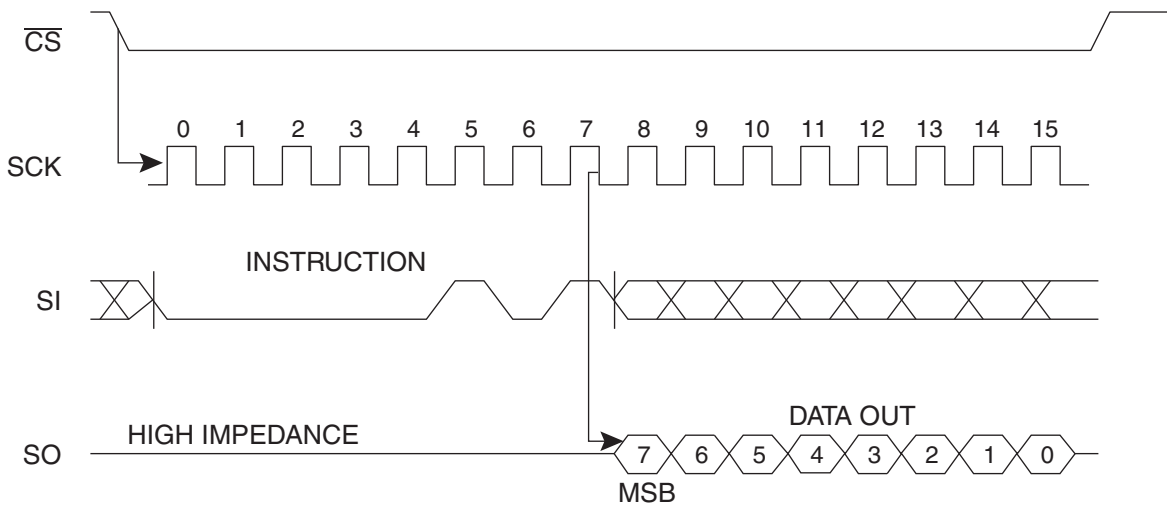 C̅S̅
0 1 2 3 4 5 6 7 8 9 10 11 12 13 14 15
SCK
INSTRUCTION
SI
DATA OUT
HIGH IMPEDANCE
SO
7 6 5 4 3 2 1 0
MSB